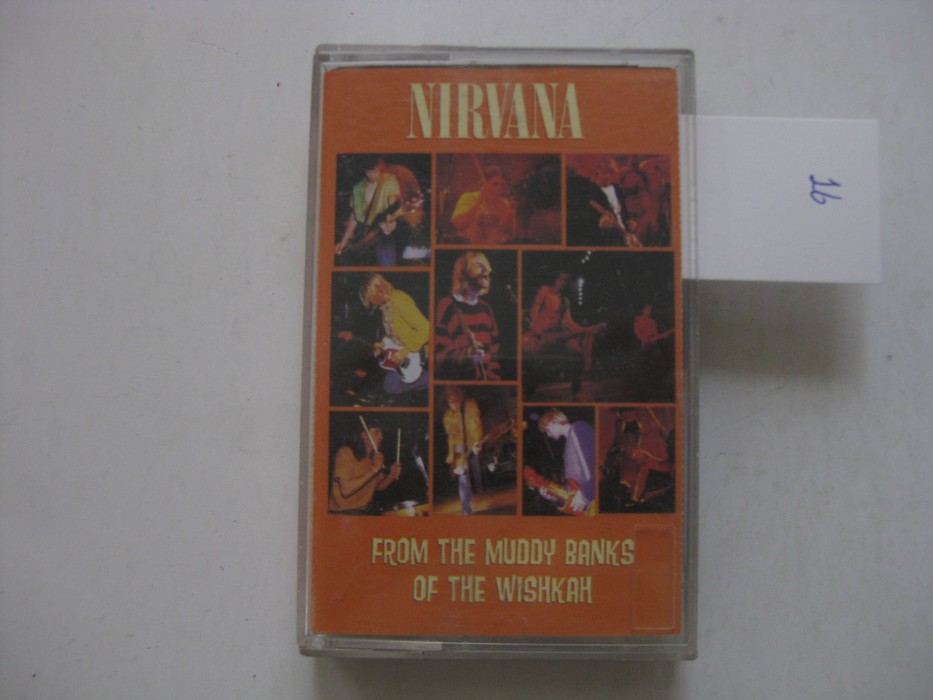 NIRVANA
16
FROM THE MUDDY BANKS
OF THE WISHKAH